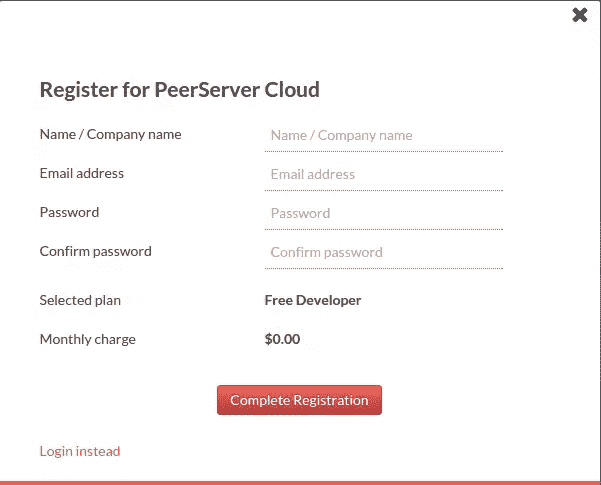 Register for PeerServer Cloud
Name / Company name Name / Company name
Email address Email address
Password Password
Confirm password Confirm password
Selected plan Free Developer
Monthly charge $0.00
Complete Registration
Login instead